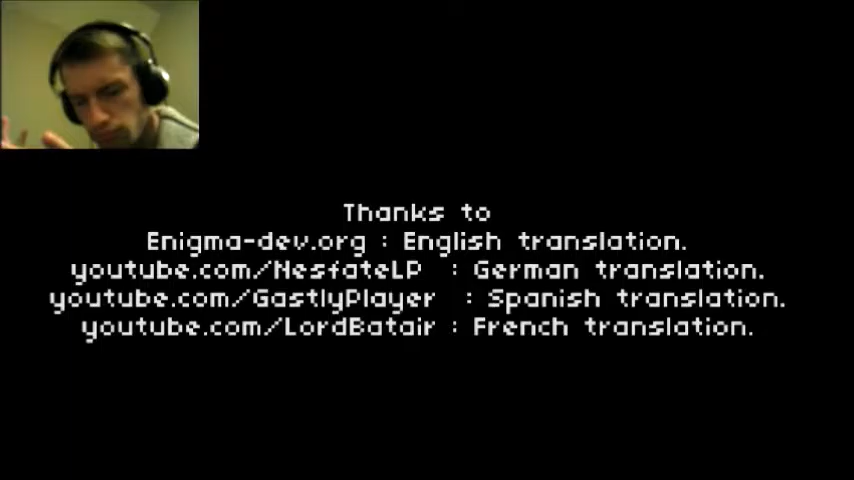 Thanks to
Enigma-dev.org : English translation.
youtube.com/NesfateLP : German translation.
youtube.com/GastlyPlayer : Spanish translation.
youtube.com/LordBatair : French translation.